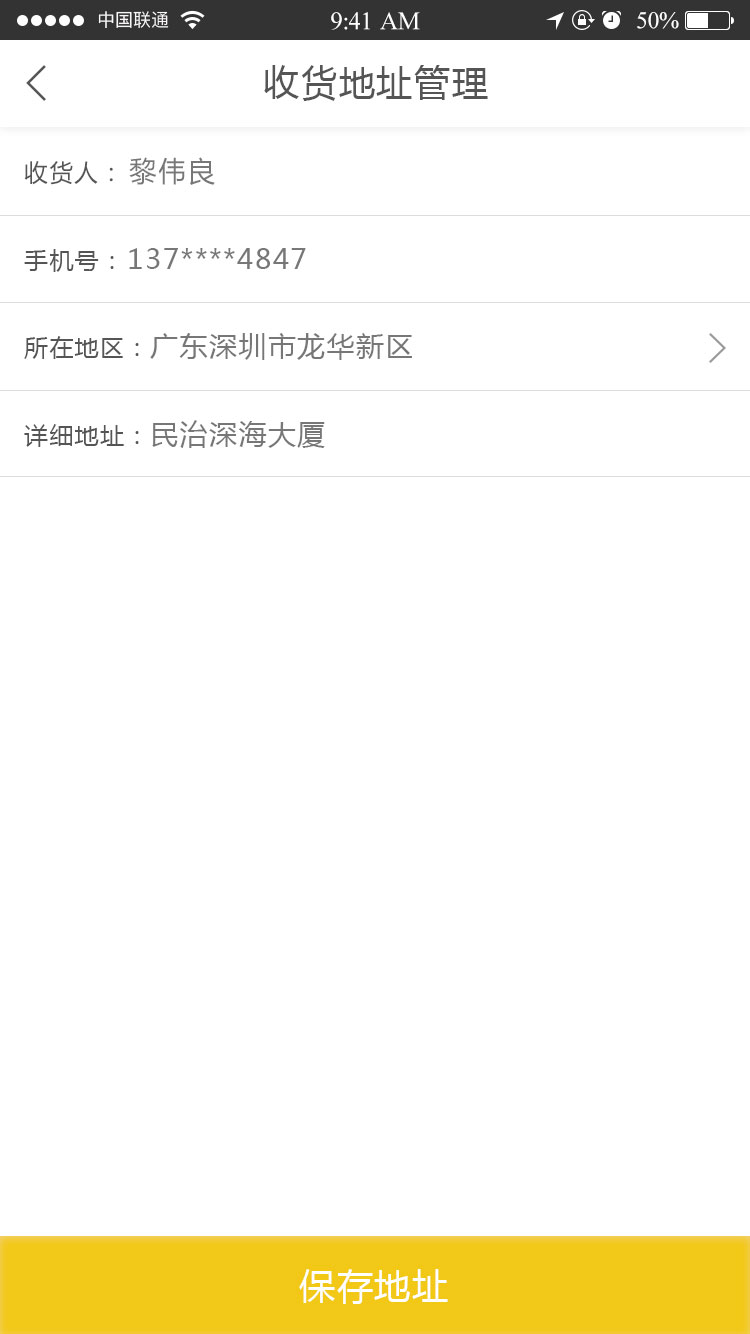 中国联通 9:41 AM 50%
收货地址管理
收货人：黎伟良
手机号：137****4847
所在地区：广东深圳市龙华新区
详细地址：民治深海大厦
保存地址